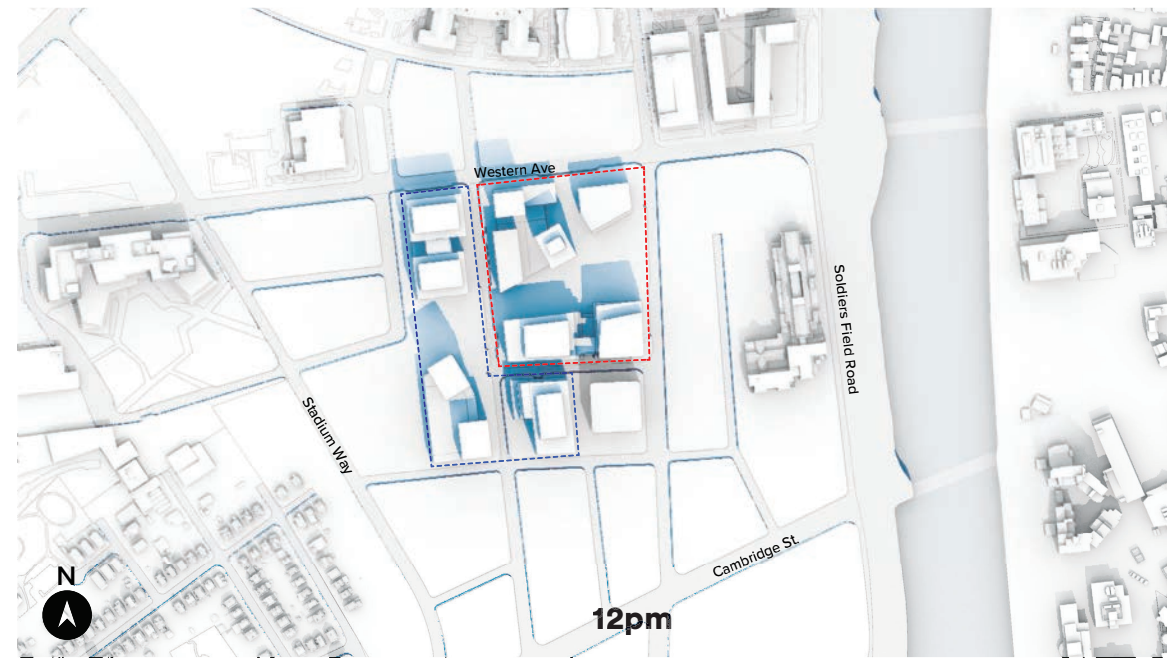 Western Ave
Soldiers Field Road
Stadium Way
Cambridge St.
N
12pm